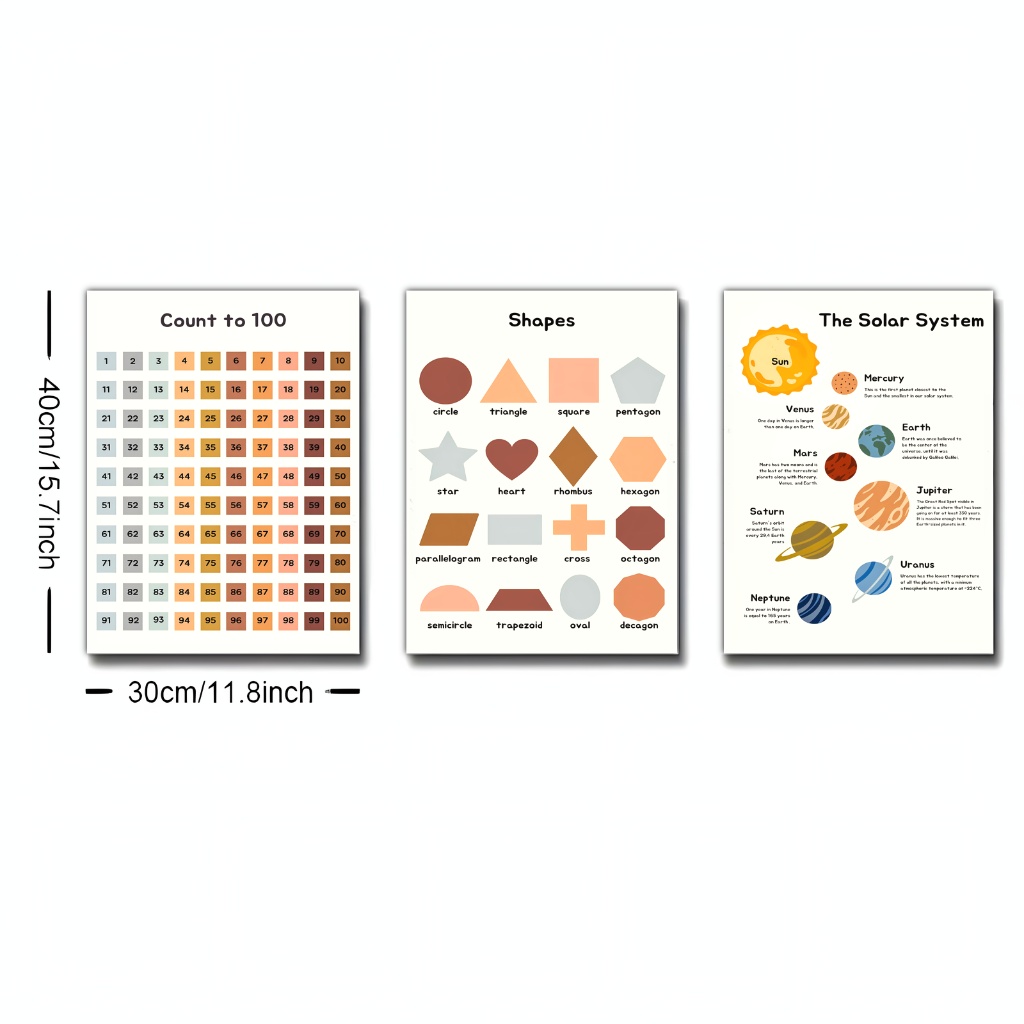 40cm/15.7inch
30cm/11.8inch
Count to 100
1 2 3 4 5 6 7 8 9 10
11 12 13 14 15 16 17 18 19 20
21 22 23 24 25 26 27 28 29 30
31 32 33 34 35 36 37 38 39 40
41 42 43 44 45 46 47 48 49 50
51 52 53 54 55 56 57 58 59 60
61 62 63 64 65 66 67 68 69 70
71 72 73 74 75 76 77 78 79 80
81 82 83 84 85 86 87 88 89 90
91 92 93 94 95 96 97 98 99 100
Shapes
circle triangle square pentagon
star heart rhombus hexagon
parallelogram rectangle cross octagon
semicircle trapezoid oval decagon
The Solar System
Sun
Mercury
This is the first planet closest to the
Sun and the smallest in our solar system.
Venus
One day in Venus is larger
than one day on Earth.
Earth
Earth was once believed to
be the center of the
universe, until it was
debunked by Galileo Galilei.
Mars
Mars has two moons and is
the last of the terrestrial
planets along with Mercury,
Venus, and Earth.
Jupiter
The Great Red Spot visible in
Jupiter is a storm that has been
going on for at least 350 years.
It is massive enough to fit three
Earth-sized planets in it.
Saturn
Saturn's orbit
around the Sun is
every 29.4 Earth
years
Uranus
Uranus has the lowest temperature
of all the planets, with a minimum
atmospheric temperature of -224°C.
Neptune
One year in Neptune
is equal to 165 years
on Earth.